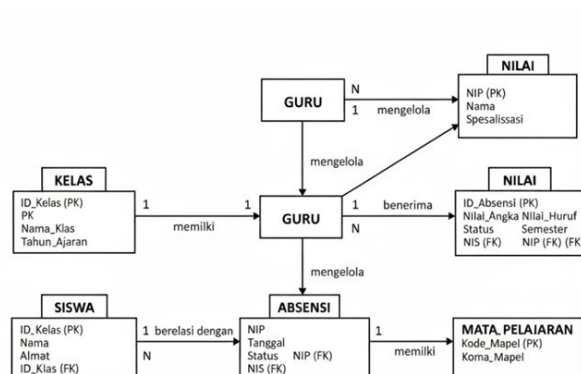 NILAI
NIP (PK)
Nama
Spesalissasi
GURU
N
1
mengelola
mengelola
KELAS
ID_Kelas (PK)
PK
Nama_Klas
Tahun_Ajaran
1
1
memilki
GURU
1
benerima
N
NILAI
ID_Absensi (PK)
Nilai_Angka Nilai_Huruf
Status Semester
NIS (FK) NIP (FK) (FK)
mengelola
SISWA
ID_Kelas (PK)
Nama
Almat
ID_Klas (FK)
1 berelasi dengan
N
ABSENSI
NIP
Tanggal
Status NIP (FK)
NIS (FK)
1
memilki
MATA_PELAIARAN
Kode_Mapel (PK)
Koma_Mapel